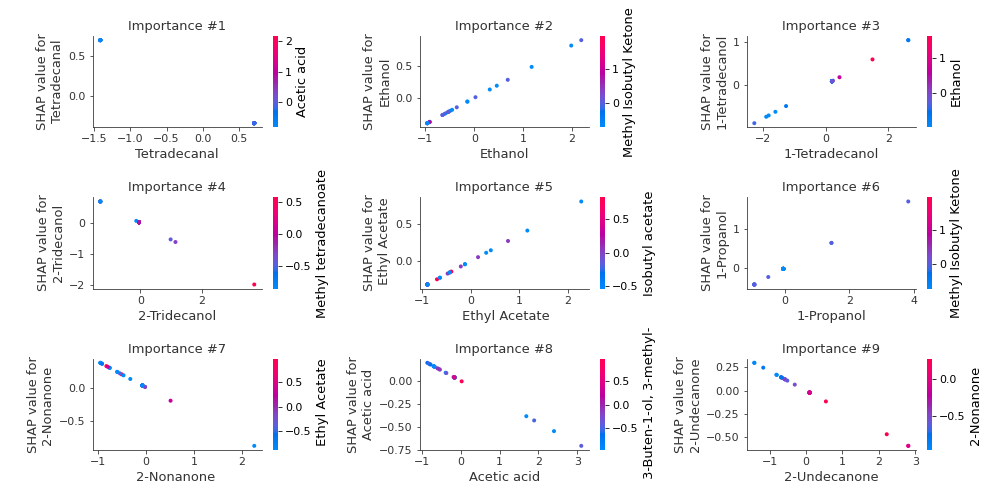 Importance #1
SHAP value for
Tetradecanal
0.5
0.0
−1.5
−1.0
−0.5
0.0
0.5
Tetradecanal
2
1
0
Acetic acid
Importance #2
SHAP value for
Ethanol
0.5
0.0
−1
0
1
2
Ethanol
1
0
Methyl Isobutyl Ketone
Importance #3
SHAP value for
1-Tetradecanol
1
0
−2
0
2
1-Tetradecanol
1
0
Ethanol
Importance #4
SHAP value for
2-Tridecanol
0
−1
−2
0
2
2-Tridecanol
0.5
0.0
−0.5
Methyl tetradecanoate
Importance #5
SHAP value for
Ethyl Acetate
0.5
0.0
−1
0
1
2
Ethyl Acetate
0.5
0.0
−0.5
Isobutyl acetate
Importance #6
SHAP value for
1-Propanol
1
0
0
2
4
1-Propanol
1
0
Methyl Isobutyl Ketone
Importance #7
SHAP value for
2-Nonanone
0.0
−0.5
−1
0
1
2
2-Nonanone
0.5
0.0
−0.5
Ethyl Acetate
Importance #8
SHAP value for
Acetic acid
0.00
−0.25
−0.50
−0.75
−1
0
1
2
3
Acetic acid
0.5
0.0
−0.5
3-Buten-1-ol, 3-methyl-
Importance #9
SHAP value for
2-Undecanone
0.25
0.00
−0.25
−0.50
−1
0
1
2
3
2-Undecanone
0.0
−0.5
2-Nonanone